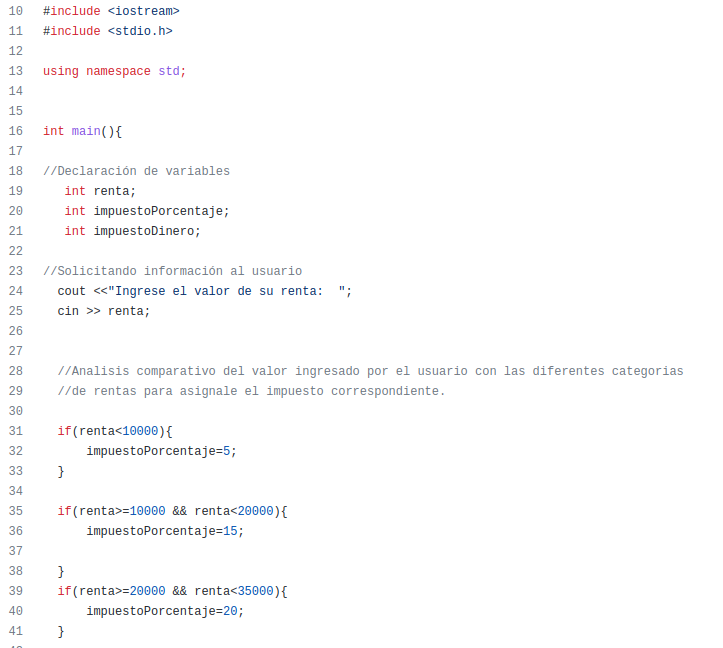 10 #include <iostream>
11 #include <stdio.h>
12
13 using namespace std;
14
15
16 int main(){
17
18 //Declaración de variables
19    int renta;
20    int impuestoPorcentaje;
21    int impuestoDinero;
22
23 //Solicitando información al usuario
24   cout <<"Ingrese el valor de su renta:  ";
25   cin >> renta;
26
27
28   //Analisis comparativo del valor ingresado por el usuario con las diferentes categorias
29   //de rentas para asignale el impuesto correspondiente.
30
31   if(renta<10000){
32       impuestoPorcentaje=5;
33   }
34
35   if(renta>=10000 && renta<20000){
36       impuestoPorcentaje=15;
37
38   }
39   if(renta>=20000 && renta<35000){
40       impuestoPorcentaje=20;
41   }